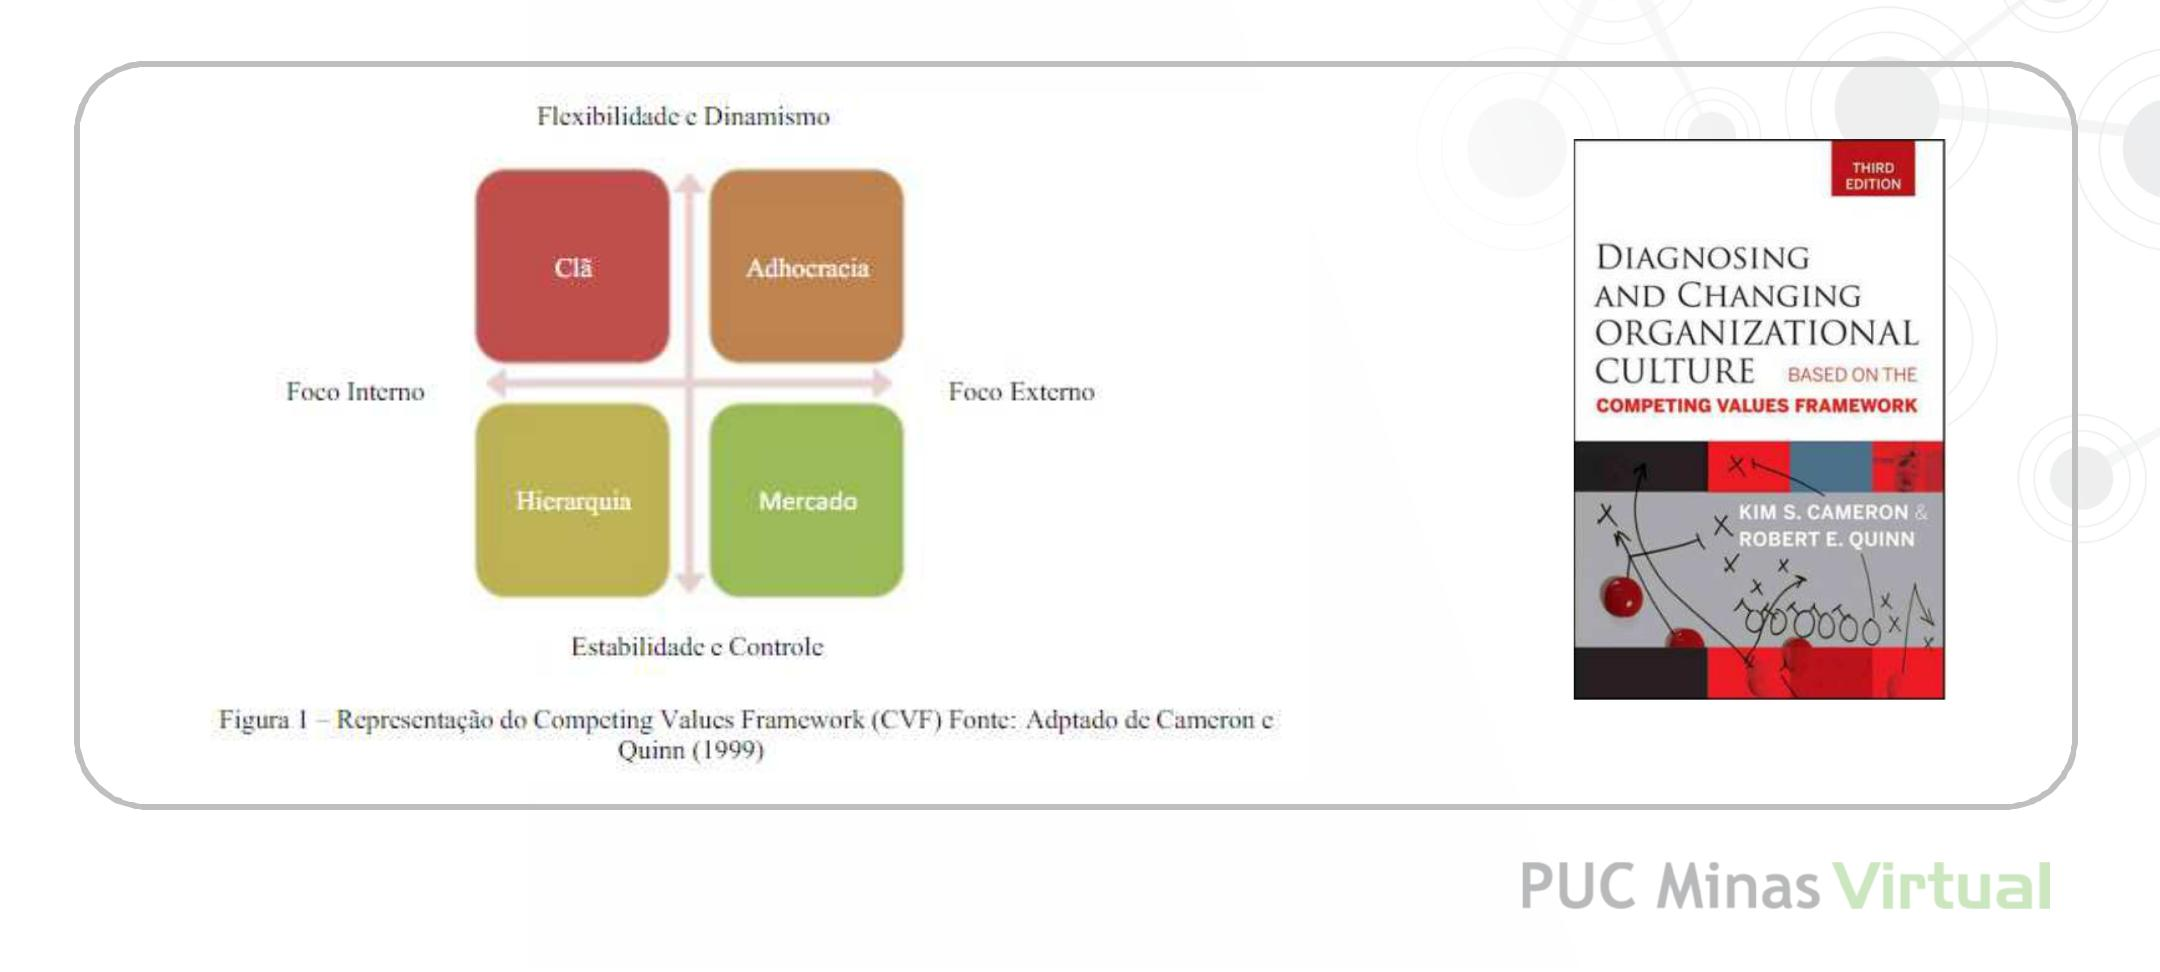 Flexibilidade e Dinamismo
Clã
Adhocracia
Foco Interno
Foco Externo
Hierarquia
Mercado
Estabilidade e Controle
Figura 1 – Representação do Competing Values Framework (CVF) Fonte: Adptado de Cameron e
Quinn (1999)
THIRD
EDITION
DIAGNOSING
AND CHANGING
ORGANIZATIONAL
CULTURE BASED ON THE
COMPETING VALUES FRAMEWORK
KIM S. CAMERON &
ROBERT E. QUINN
PUC Minas Virtual